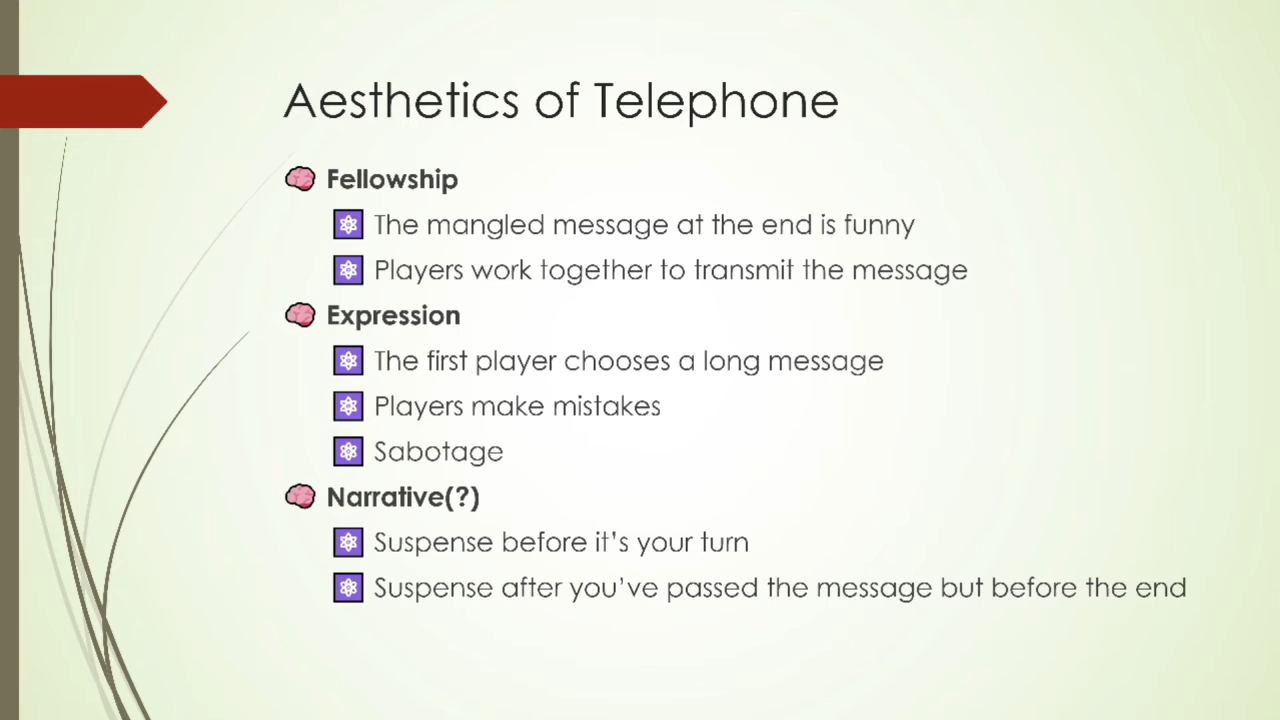 Aesthetics of Telephone
Fellowship
The mangled message at the end is funny
Players work together to transmit the message
Expression
The first player chooses a long message
Players make mistakes
Sabotage
Narrative(?)
Suspense before it’s your turn
Suspense after you’ve passed the message but before the end